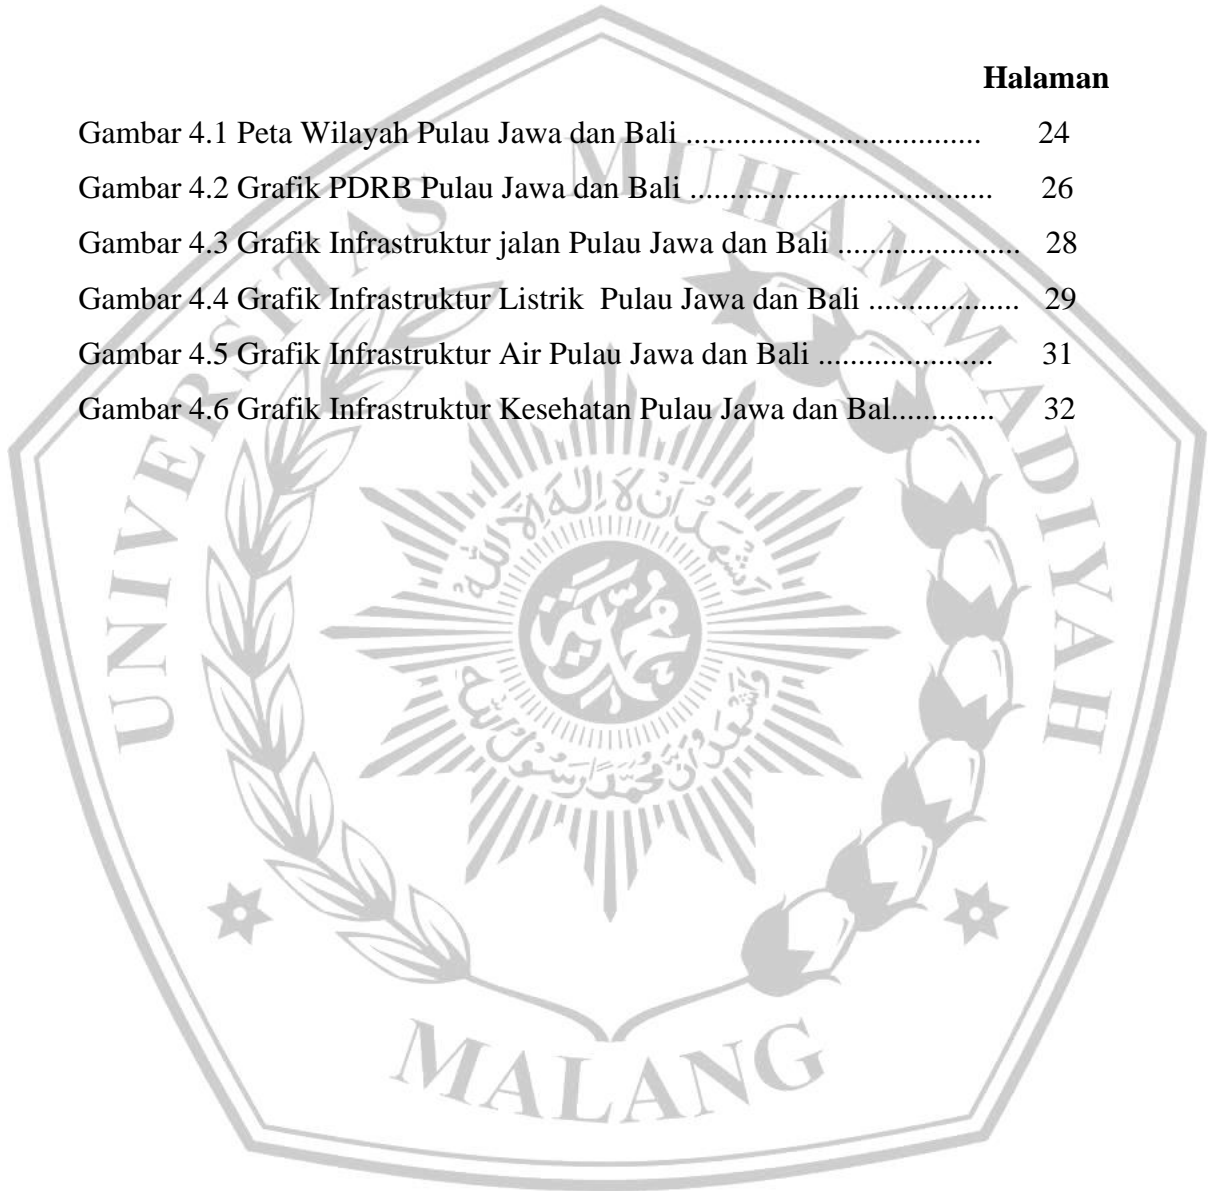 Halaman
Gambar 4.1 Peta Wilayah Pulau Jawa dan Bali ..................................... 24
Gambar 4.2 Grafik PDRB Pulau Jawa dan Bali ...................................... 26
Gambar 4.3 Grafik Infrastruktur jalan Pulau Jawa dan Bali ....................... 28
Gambar 4.4 Grafik Infrastruktur Listrik  Pulau Jawa dan Bali ................... 29
Gambar 4.5 Grafik Infrastruktur Air Pulau Jawa dan Bali ...................... 31
Gambar 4.6 Grafik Infrastruktur Kesehatan Pulau Jawa dan Bal............. 32
UNIVERSITAS MUHAMMADIYAH
MALANG